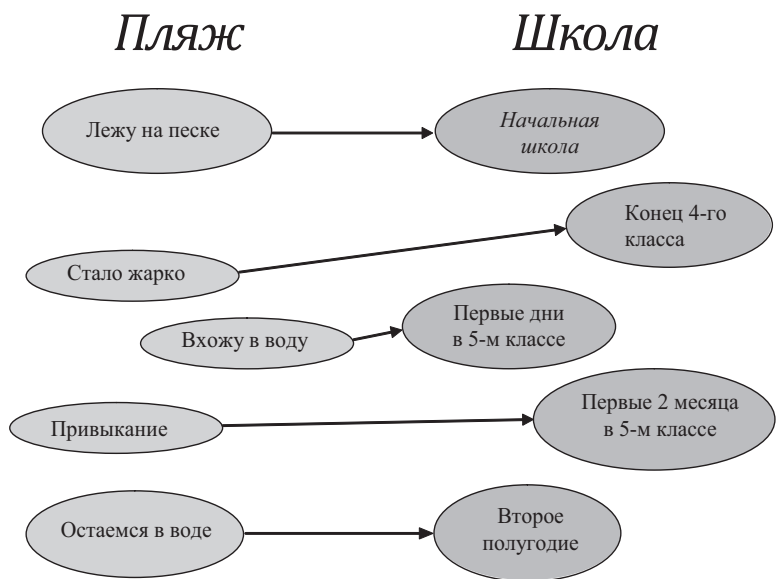 Пляж Школа
Лежу на песке
Начальная
школа
Стало жарко
Конец 4-го
класса
Вхожу в воду
Первые дни
в 5-м классе
Привыкание
Первые 2 месяца
в 5-м классе
Остаемся в воде
Второе
полугодие